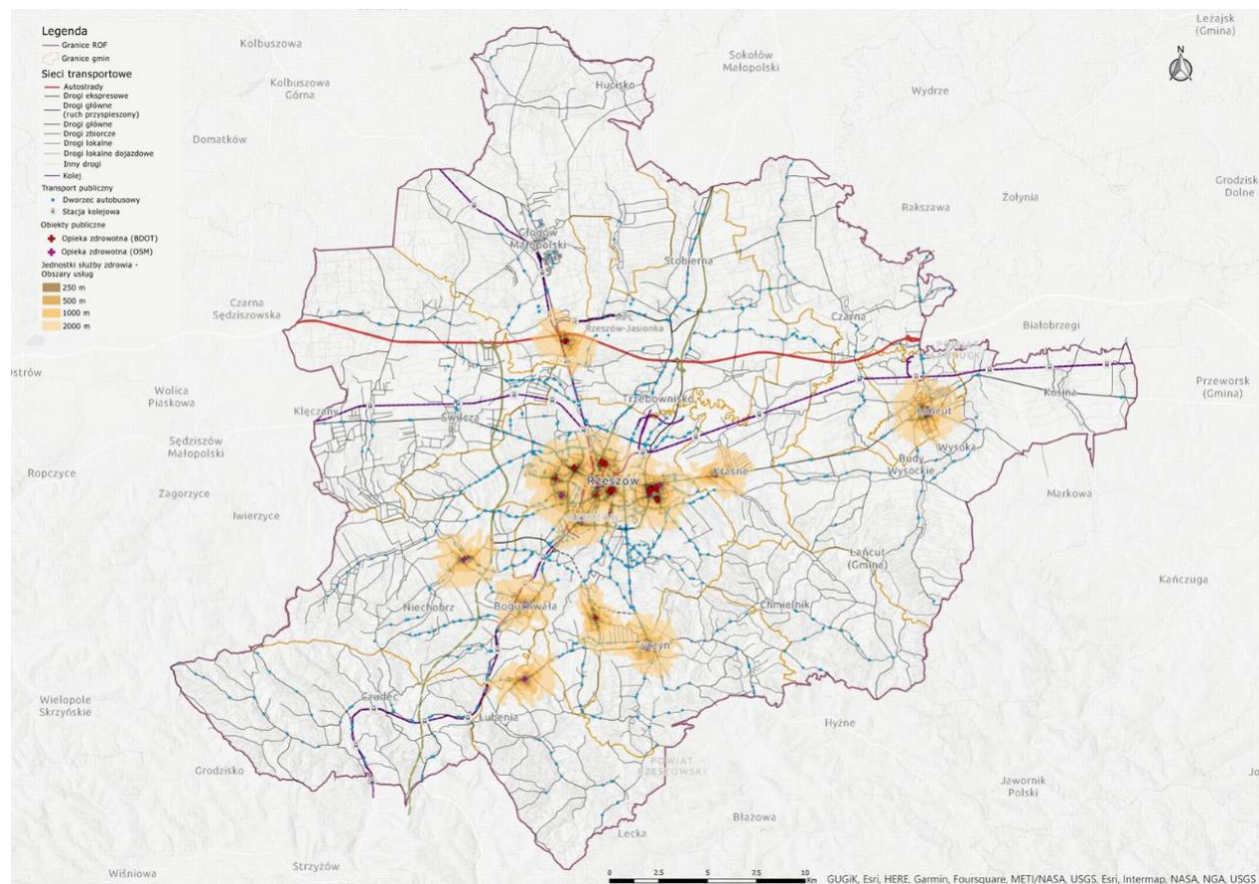 Leżajsk
(Gmina)
Legenda
Granice ROF
Granice gmin
Sieci transportowe
Autostrady
Drogi ekspresowe
Drogi główne
(ruch przyspieszony)
Drogi główne
Drogi zbiorcze
Drogi lokalne
Drogi lokalne dojazdowe
Inny drogi
Kolej
Transport publiczny
Dworzec autobusowy
Stacja kolejowa
Obiekty publiczne
Opieka zdrowotna (BDOT)
Opieka zdrowotna (OSM)
Jednostki służby zdrowia -
Obszary usług
250 m
500 m
1000 m
2000 m
N
Kolbuszowa
Sokołów
Małopolski
Kolbuszowa
Górna
Hucisko
Wydrze
Domatków
Grodzisk
Dolne
Żołynia
Rakszawa
Głogów
Małopolski
Stobierna
Czarna
Sędziszowska
Rzeszów-Jasionka
Czarna
Białobrzegi
Wolica
Piaskowa
Klęczany
Trzebownisko
Kosina
Przeworsk
(Gmina)
Świlcza
Łańcut
Sędziszów
Małopolski
Wysoka
Budy
Wysockie
Ropczyce
Krasne
Rzeszów
Zagorzyce
Markowa
Iwierzyce
Łańcut
(Gmina)
Kańczuga
Niechobrz
Boguchwała
Chmielnik
Wielopole
Skrzyńskie
Czudec
Lubenia
Hyżne
POWIAT
RZESZOWSKI
Grodzisko
Jawornik
Polski
Błażowa
Lecka
Strzyżów
Wiśniowa
0 2.5 5 7.5 10
Km
GUGiK, Esri, HERE, Garmin, Foursquare, METI/NASA, USGS, Esri, Intermap, NASA, NGA, USGS